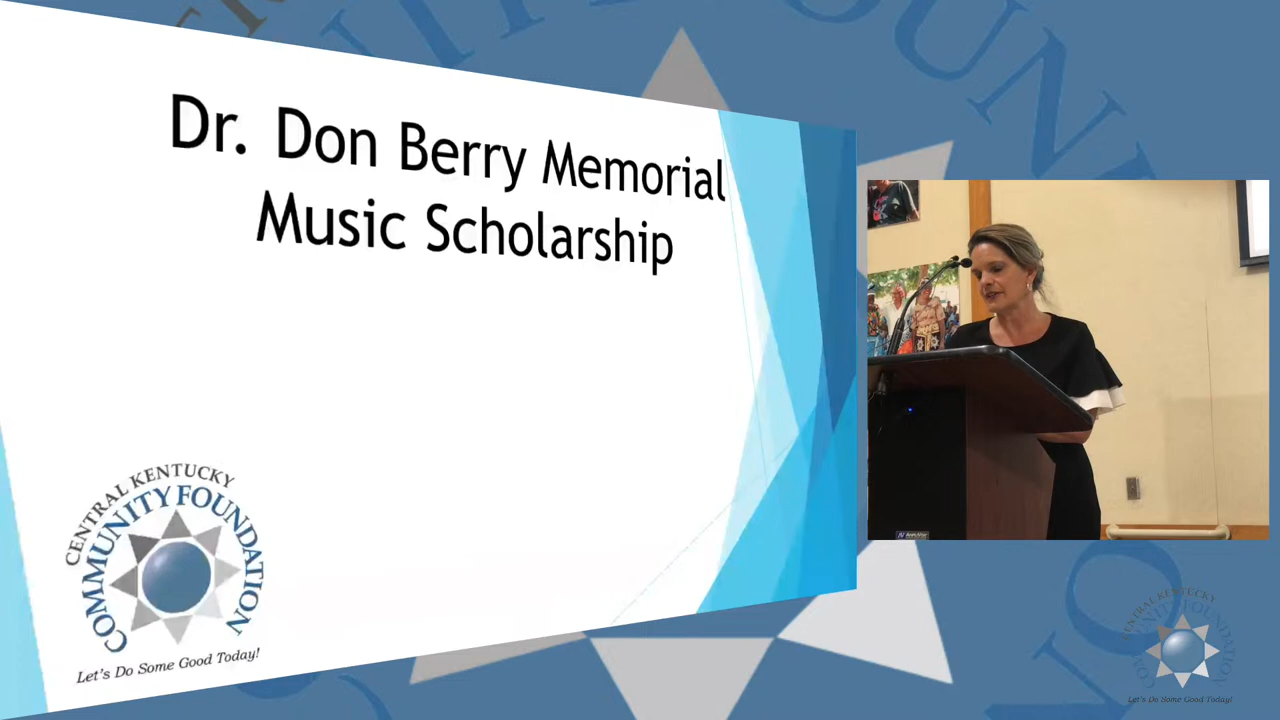 Dr. Don Berry Memorial
Music Scholarship
CENTRAL KENTUCKY
COMMUNITY FOUNDATION
Let's Do Some Good Today!
CENTRAL KENTUCKY
COMMUNITY FOUNDATION
Let's Do Some Good Today!